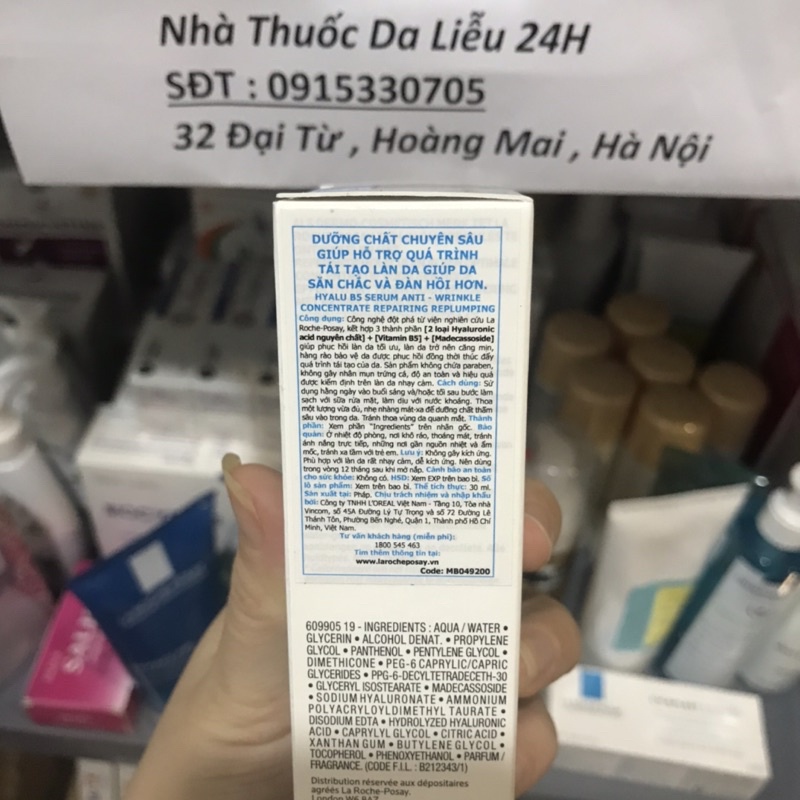 Nhà Thuốc Da Liễu 24H
SĐT : 0915330705
32 Đại Từ , Hoàng Mai , Hà Nội
DƯỠNG CHẤT CHUYÊN SÂU
GIÚP HỖ TRỢ QUÁ TRÌNH
TÁI TẠO LÀN DA GIÚP DA
SĂN CHẮC VÀ ĐÀN HỒI HƠN.
HYALU B5 SERUM ANTI - WRINKLE
CONCENTRATE REPAIRING REPLUMPING
Công dụng: Công nghệ đột phá từ viện nghiên cứu La
Roche-Posay, kết hợp 3 thành phần [2 loại Hyaluronic
acid nguyên chất] + [Vitamin B5] + [Madecassoside]
giúp phục hồi làn da tối ưu, làn da trở nên căng mịn,
hàng rào bảo vệ da được phục hồi đồng thời thúc đẩy
quá trình tái tạo của da. Sản phẩm không chứa paraben,
không gây nhân mụn trứng cá, độ an toàn và hiệu quả
được kiểm định trên làn da nhạy cảm. Cách dùng: Sử
dụng hằng ngày vào buổi sáng và/hoặc tối sau bước làm
sạch với sữa rửa mặt, làm dịu với nước khoáng. Thoa
một lượng vừa đủ, nhẹ nhàng mát-xa để dưỡng chất thấm
sâu vào trong da. Tránh thoa vùng da quanh mắt. Thành
phần: Xem phần "Ingredients" trên nhãn gốc. Bảo
quản: Ở nhiệt độ phòng, nơi khô ráo, thoáng mát, tránh
ánh nắng trực tiếp, những nơi gần nguồn nhiệt và ẩm
mốc, tránh xa tầm với trẻ em. Lưu ý: Không gây kích ứng.
Phù hợp với làn da rất nhạy cảm, dễ kích ứng. Nên dùng
trong vòng 12 tháng sau khi mở nắp. Cảnh báo an toàn
cho sức khỏe: Không có. HSD: Xem EXP trên bao bì. Số
lô sản phẩm: Xem trên bao bì. Thể tích thực: 30 ml.
Sản xuất tại: Pháp. Chịu trách nhiệm và nhập khẩu
bởi: Công ty TNHH L'OREAL Việt Nam - Tầng 10, Tòa nhà
Vincom, số 45A Đường Lý Tự Trọng và số 72 Đường Lê
Thánh Tôn, Phường Bến Nghé, Quận 1, Thành phố Hồ Chí
Minh, Việt Nam.
Tư vấn khách hàng (miễn phí):
1800 545 463
Tìm thêm thông tin tại:
www.larocheposay.vn
Code: MB049200
609905 19 - INGREDIENTS : AQUA / WATER •
GLYCERIN • ALCOHOL DENAT. • PROPYLENE
GLYCOL • PANTHENOL • PENTYLENE GLYCOL •
DIMETHICONE • PEG-6 CAPRYLIC/CAPRIC
GLYCERIDES • PPG-6-DECYLTETRADECETH-30
• GLYCERYL ISOSTEARATE • MADECASSOSIDE
• SODIUM HYALURONATE • AMMONIUM
POLYACRYLOYLDIMETHYL TAURATE •
DISODIUM EDTA • HYDROLYZED HYALURONIC
ACID • CAPRYLYL GLYCOL • CITRIC ACID •
XANTHAN GUM • BUTYLENE GLYCOL •
TOCOPHEROL • PHENOXYETHANOL • PARFUM /
FRAGRANCE. (CODE F.I.L. : B212343/1)
Distribution réservée aux dépositaires
agréés La Roche-Posay.
London W6 8AZ